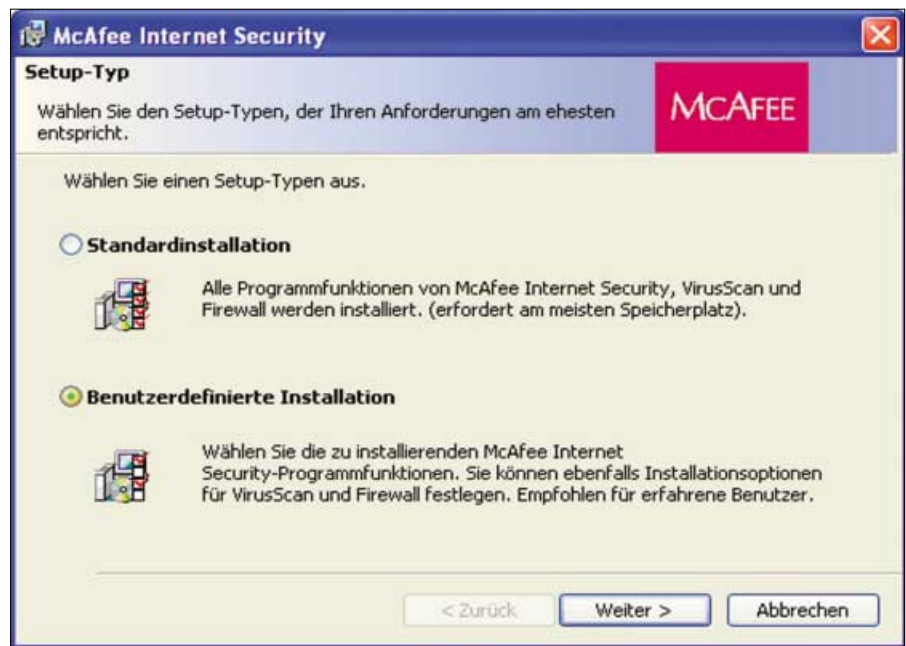 McAfee Internet Security
Setup-Typ
Wählen Sie den Setup-Typen, der Ihren Anforderungen am ehesten
entspricht.
McAFEE
Wählen Sie einen Setup-Typen aus.
Standardinstallation
Alle Programmfunktionen von McAfee Internet Security, VirusScan und
Firewall werden installiert. (erfordert am meisten Speicherplatz).
Benutzerdefinierte Installation
Wählen Sie die zu installierenden McAfee Internet
Security-Programmfunktionen. Sie können ebenfalls Installationsoptionen
für VirusScan und Firewall festlegen. Empfohlen für erfahrene Benutzer.
< Zurück
Weiter >
Abbrechen